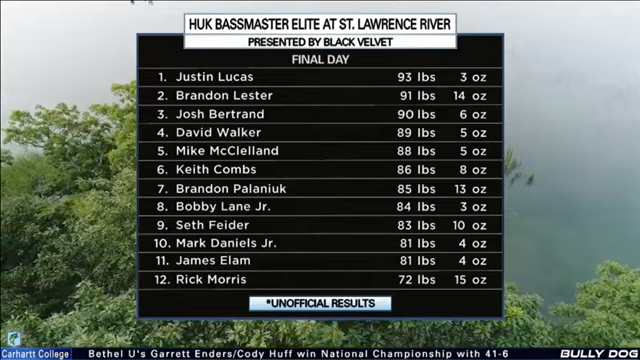 HUK BASSMASTER ELITE AT ST. LAWRENCE RIVER
PRESENTED BY BLACK VELVET
FINAL DAY
1. Justin Lucas 93 lbs 3 oz
2. Brandon Lester 91 lbs 14 oz
3. Josh Bertrand 90 lbs 6 oz
4. David Walker 89 lbs 5 oz
5. Mike McClelland 88 lbs 5 oz
6. Keith Combs 86 lbs 8 oz
7. Brandon Palaniuk 85 lbs 13 oz
8. Bobby Lane Jr. 84 lbs 3 oz
9. Seth Feider 83 lbs 10 oz
10. Mark Daniels Jr. 81 lbs 4 oz
11. James Elam 81 lbs 4 oz
12. Rick Morris 72 lbs 15 oz
*UNOFFICIAL RESULTS
Carhartt College Bethel U's Garrett Enders/Cody Huff win National Championship with 41-6 BULLY DOG